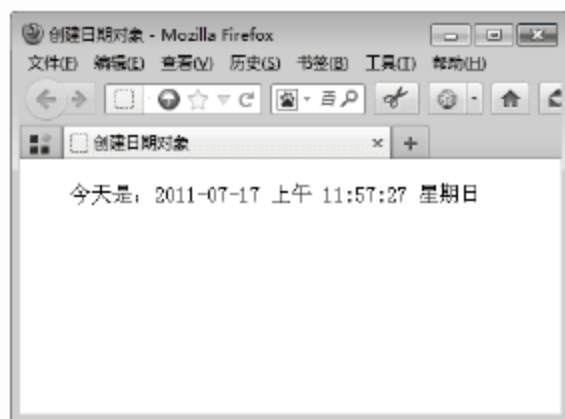 创建日期对象 - Mozilla Firefox
文件(F) 编辑(E) 查看(V) 历史(S) 书签(B) 工具(T) 帮助(H)
创建日期对象
今天是：2011-07-17 上午 11:57:27 星期日